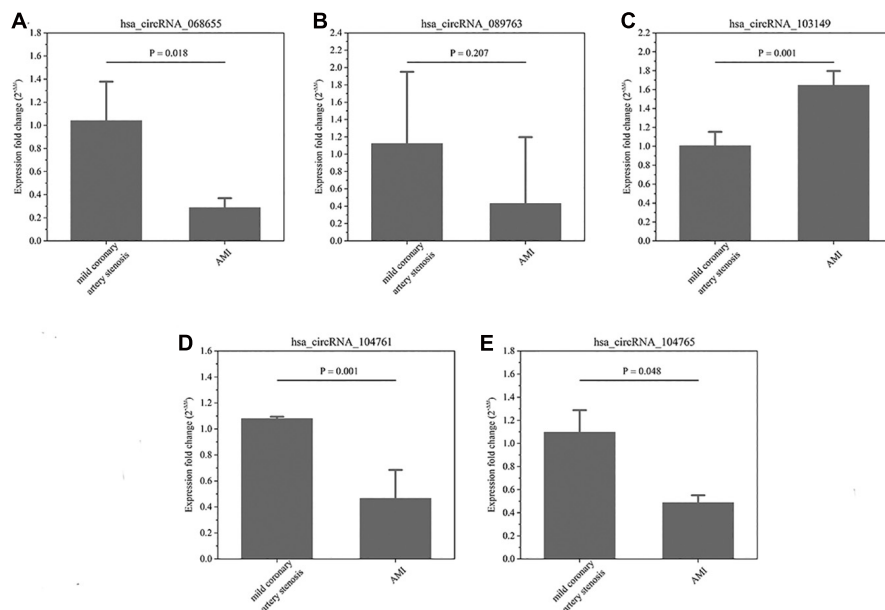 A
hsa_circRNA_068655
P = 0.018
Expression fold change (2^-ΔΔt)
1.8
1.6
1.4
1.2
1.0
0.8
0.6
0.4
0.2
0.0
mild coronary
artery stenosis
AMI
B
hsa_circRNA_089763
P = 0.207
Expression fold change (2^-ΔΔt)
2.4
2.2
2.0
1.8
1.6
1.4
1.2
1.0
0.8
0.6
0.4
0.2
0.0
mild coronary
artery stenosis
AMI
C
hsa_circRNA_103149
P = 0.001
Expression fold change (2^-ΔΔt)
2.2
2.0
1.8
1.6
1.4
1.2
1.0
0.8
0.6
0.4
0.2
0.0
mild coronary
artery stenosis
AMI
D
hsa_circRNA_104761
P = 0.001
Expression fold change (2^-ΔΔt)
1.6
1.4
1.2
1.0
0.8
0.6
0.4
0.2
0.0
mild coronary
artery stenosis
AMI
E
hsa_circRNA_104765
P = 0.048
Expression fold change (2^-ΔΔt)
1.8
1.6
1.4
1.2
1.0
0.8
0.6
0.4
0.2
0.0
mild coronary
artery stenosis
AMI